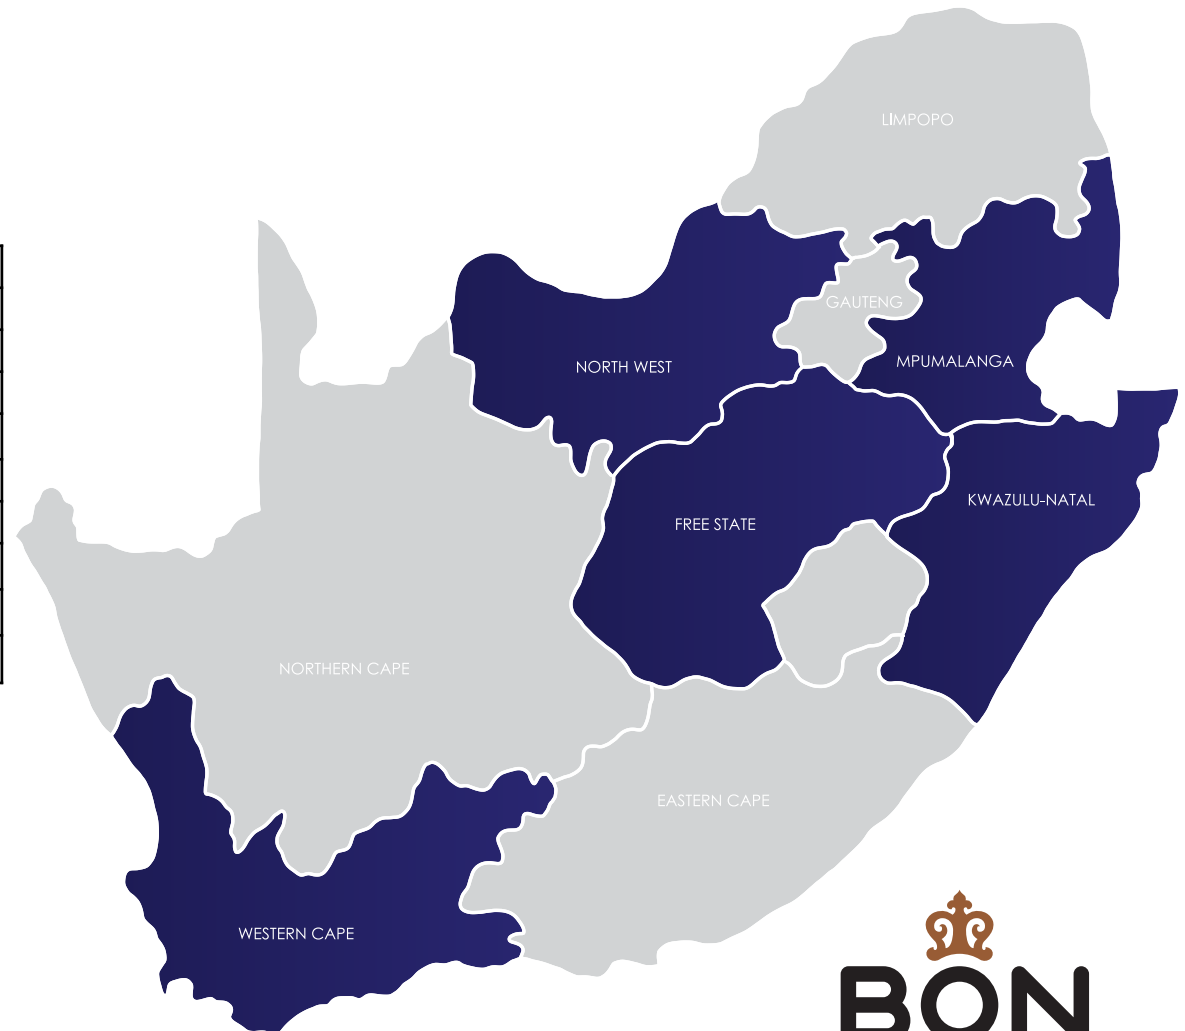 LIMPOPO
GAUTENG
MPUMALANGA
NORTH WEST
KWAZULU-NATAL
FREE STATE
NORTHERN CAPE
EASTERN CAPE
WESTERN CAPE
BON